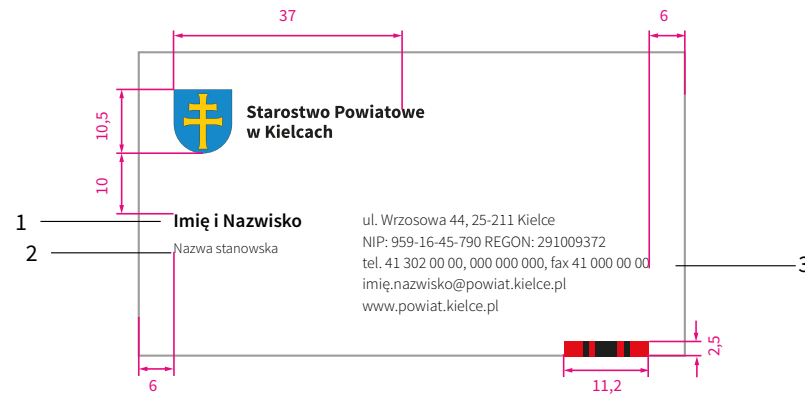 37
6
10,5
Starostwo Powiatowe
w Kielcach
10
1
Imię i Nazwisko
2
Nazwa stanowska
ul. Wrzosowa 44, 25-211 Kielce
NIP: 959-16-45-790 REGON: 291009372
tel. 41 302 00 00, 000 000 000, fax 41 000 00 00
imię.nazwisko@powiat.kielce.pl
www.powiat.kielce.pl
3
2,5
6
11,2